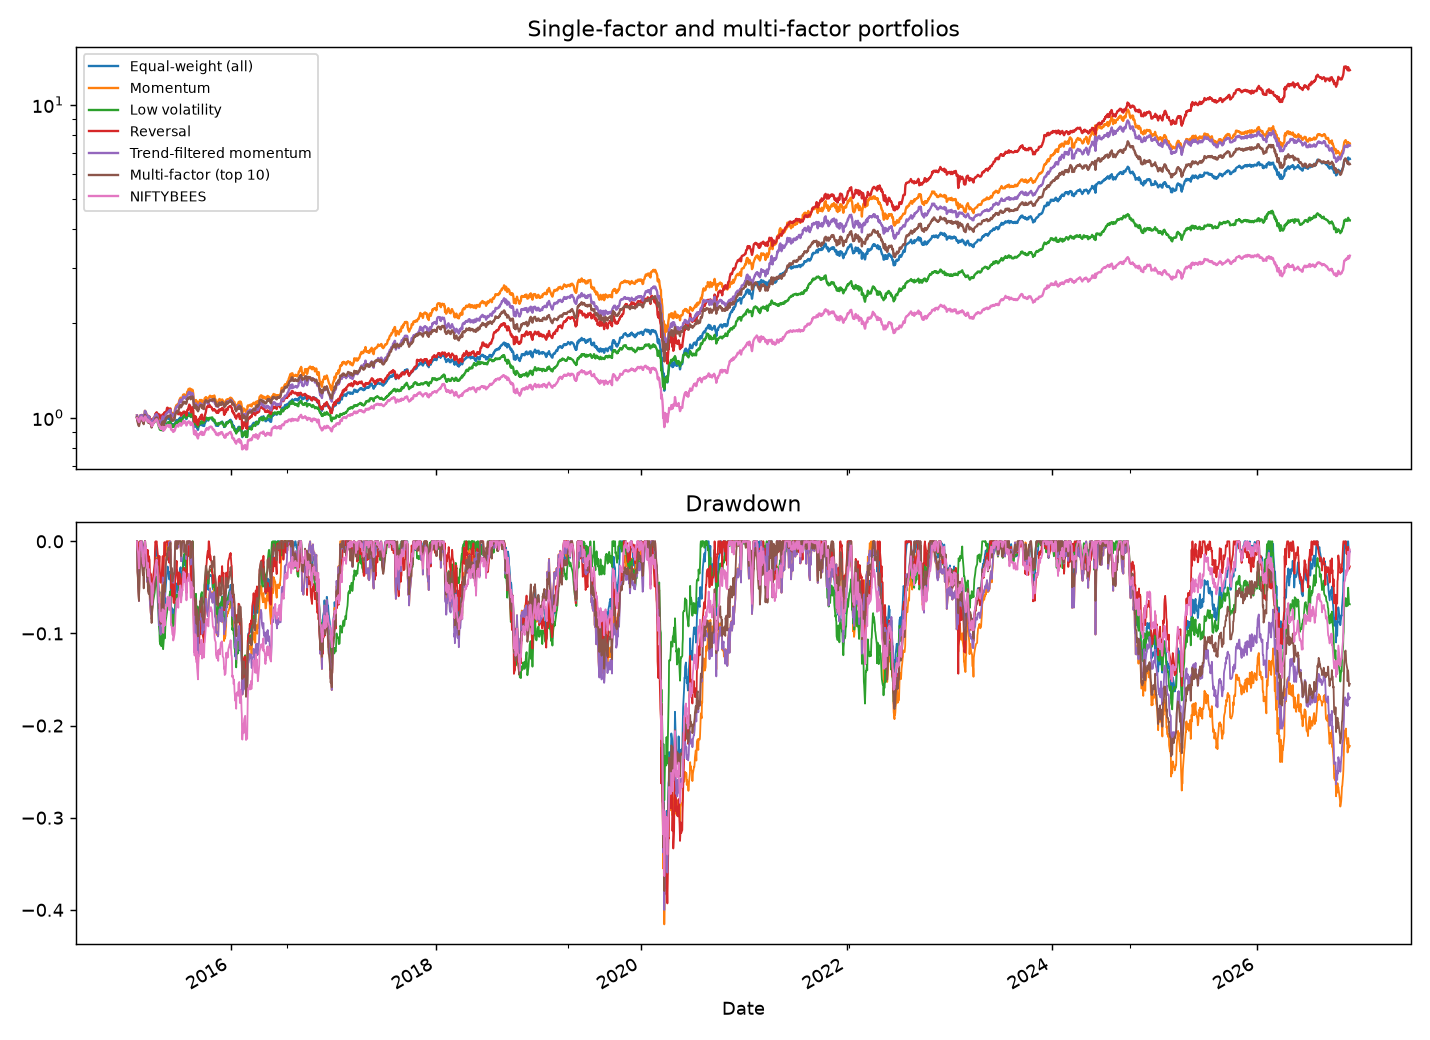 Single-factor and multi-factor portfolios
Equal-weight (all)
Momentum
Low volatility
Reversal
Trend-filtered momentum
Multi-factor (top 10)
NIFTYBEES
10¹
10⁰
Drawdown
0.0
−0.1
−0.2
−0.3
−0.4
2016
2018
2020
2022
2024
2026
Date